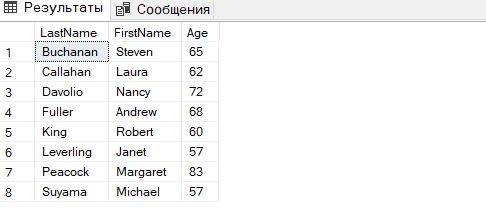 Результаты Сообщения
LastName FirstName Age
1 Buchanan Steven 65
2 Callahan Laura 62
3 Davolio Nancy 72
4 Fuller Andrew 68
5 King Robert 60
6 Leverling Janet 57
7 Peacock Margaret 83
8 Suyama Michael 57